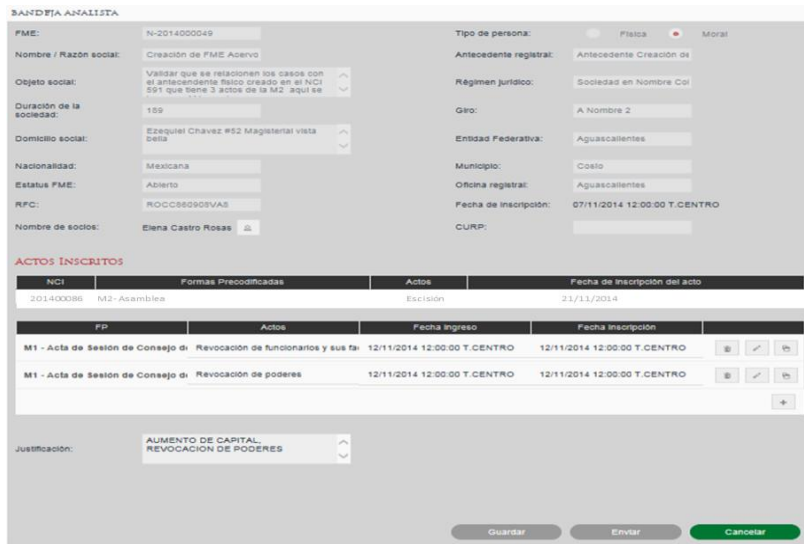 BANDEJA ANALISTA
FME: N-2014000049 Tipo de persona: Física Moral
Nombre / Razón social: Creación de FME Acervo Antecedente registral: Antecedente Creación de
Objeto social: Validar que se relacionen los casos con
el antencendente físico creado en el NCI
591 que tiene 3 actos de la M2 aqui se
Régimen jurídico: Sociedad en Nombre Col
Duración de la
sociedad: 189 Giro: A Nombre 2
Domicilio social: Ezequiel Chavez #52 Magisterial vista
bella
Entidad Federativa: Aguascalientes
Nacionalidad: Mexicana Municipio: Cosío
Estatus FME: Abierto Oficina registral: Aguascalientes
RFC: ROCC860908VA8 Fecha de inscripción: 07/11/2014 12:00:00 T.CENTRO
Nombre de socios: Elena Castro Rosas CURP:
ACTOS INSCRITOS
NCI Formas Precodificadas Actos Fecha de inscripción del acto
201400086 M2- Asamblea Escisión 21/11/2014
FP Actos Fecha Ingreso Fecha Inscripción
M1 - Acta de Sesión de Consejo de Revocación de funcionarios y sus fa 12/11/2014 12:00:00 T.CENTRO 12/11/2014 12:00:00 T.CENTRO
M1 - Acta de Sesión de Consejo de Revocación de poderes 12/11/2014 12:00:00 T.CENTRO 12/11/2014 12:00:00 T.CENTRO
+
Justificación: AUMENTO DE CAPITAL,
REVOCACION DE PODERES
Guardar Enviar Cancelar